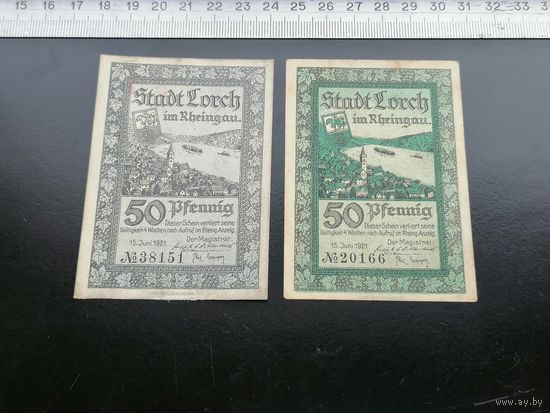 15 16 17 18 19 20 21 22 23 24 25 26 27 28 29 30 31 32 33 3
Stadt Lorch
im Rheingau.
50 Pfennig
Dieser Schein verliert seine
Gültigkeit 4 Wochen nach Aufruf im Rheing. Anzeig.
15. Juni 1921. Der Magistrat:
№ 38151
Stadt Lorch
im Rheingau.
50 Pfennig
Dieser Schein verliert seine
Gültigkeit 4 Wochen nach Aufruf im Rheing. Anzeig.
15. Juni 1921. Der Magistrat:
№ 20166
www.ay.by